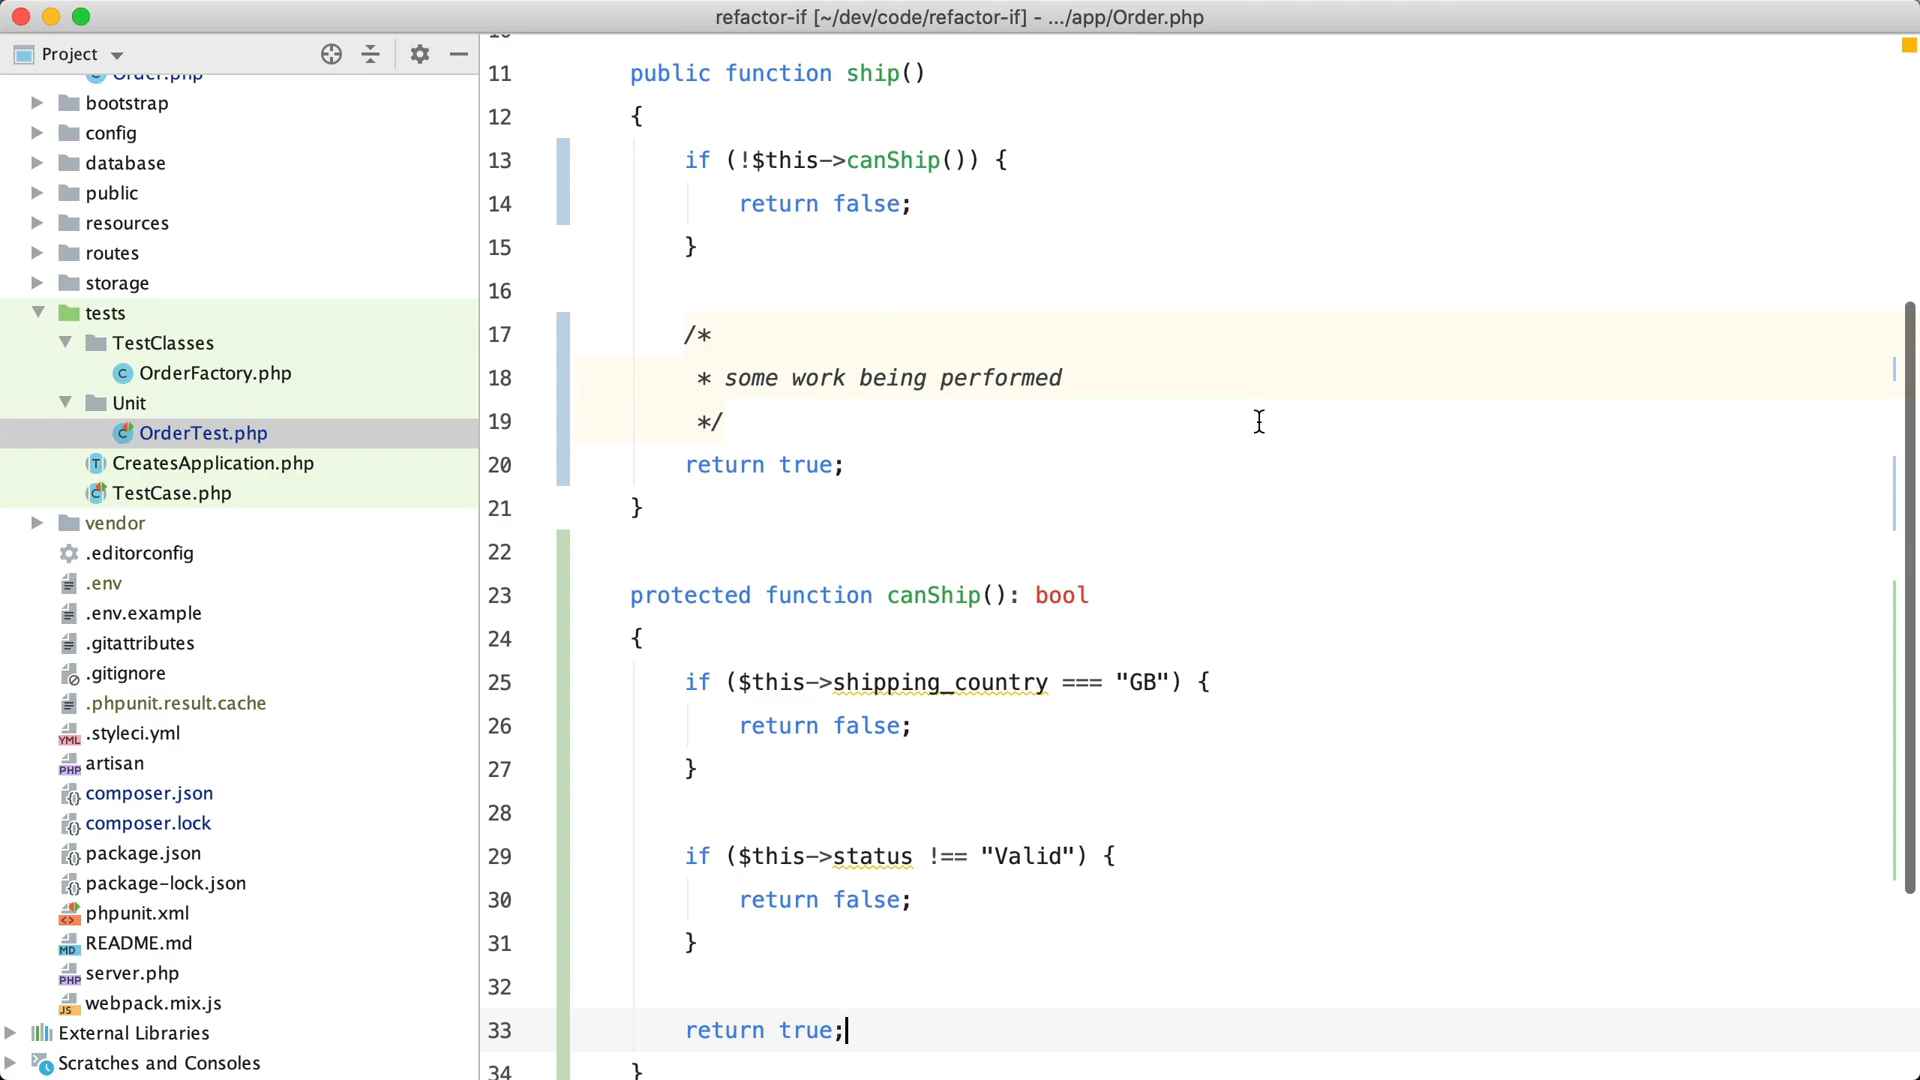 refactor-if [~/dev/code/refactor-if] - .../app/Order.php
Project
Order.php
bootstrap
config
database
public
resources
routes
storage
tests
TestClasses
OrderFactory.php
Unit
OrderTest.php
CreatesApplication.php
TestCase.php
vendor
.editorconfig
.env
.env.example
.gitattributes
.gitignore
.phpunit.result.cache
.styleci.yml
artisan
composer.json
composer.lock
package.json
package-lock.json
phpunit.xml
README.md
server.php
webpack.mix.js
External Libraries
Scratches and Consoles
10
11 public function ship()
12 {
13 if (!$this->canShip()) {
14 return false;
15 }
16
17 /*
18 * some work being performed
19 */
20 return true;
21 }
22
23 protected function canShip(): bool
24 {
25 if ($this->shipping_country === "GB") {
26 return false;
27 }
28
29 if ($this->status !== "Valid") {
30 return false;
31 }
32
33 return true;
34 }